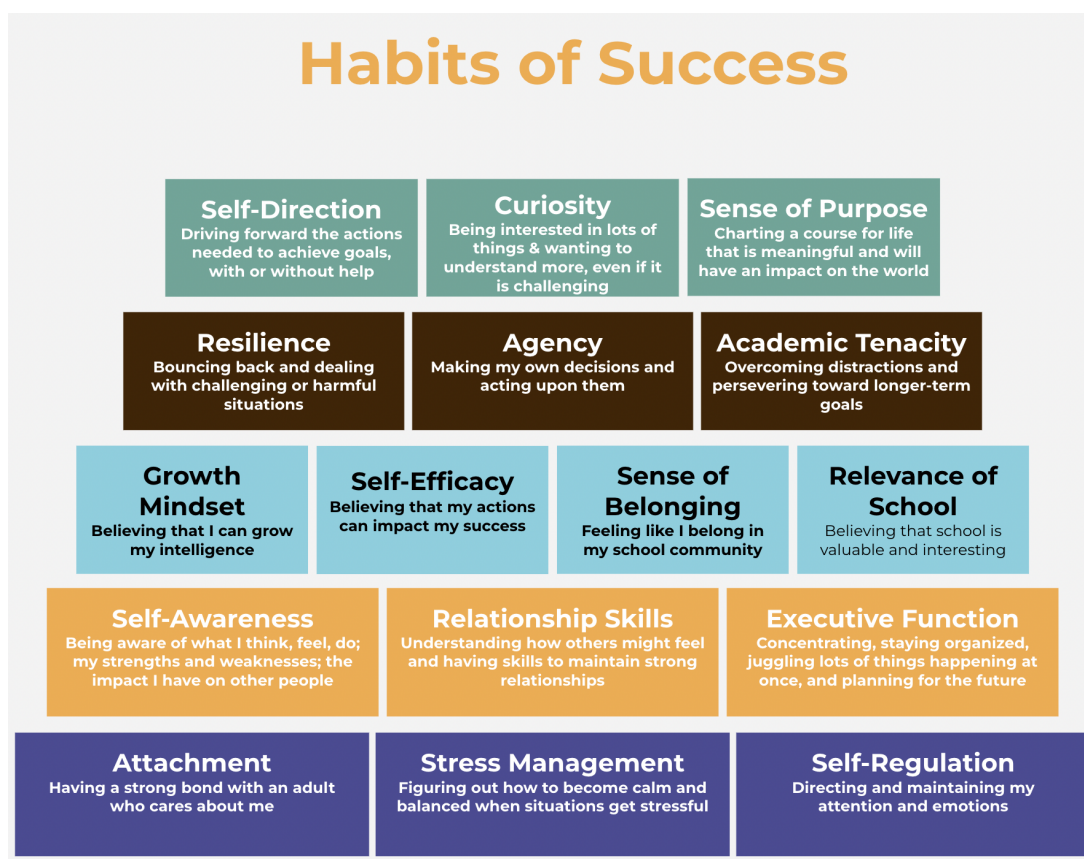 Habits of Success
Self-Direction
Driving forward the actions
needed to achieve goals,
with or without help
Curiosity
Being interested in lots of
things & wanting to
understand more, even if it
is challenging
Sense of Purpose
Charting a course for life
that is meaningful and will
have an impact on the world
Resilience
Bouncing back and dealing
with challenging or harmful
situations
Agency
Making my own decisions and
acting upon them
Academic Tenacity
Overcoming distractions and
persevering toward longer-term
goals
Growth
Mindset
Believing that I can grow
my intelligence
Self-Efficacy
Believing that my actions
can impact my success
Sense of
Belonging
Feeling like I belong in
my school community
Relevance of
School
Believing that school is
valuable and interesting
Self-Awareness
Being aware of what I think, feel, do;
my strengths and weaknesses; the
impact I have on other people
Relationship Skills
Understanding how others might feel
and having skills to maintain strong
relationships
Executive Function
Concentrating, staying organized,
juggling lots of things happening at
once, and planning for the future
Attachment
Having a strong bond with an adult
who cares about me
Stress Management
Figuring out how to become calm and
balanced when situations get stressful
Self-Regulation
Directing and maintaining my
attention and emotions